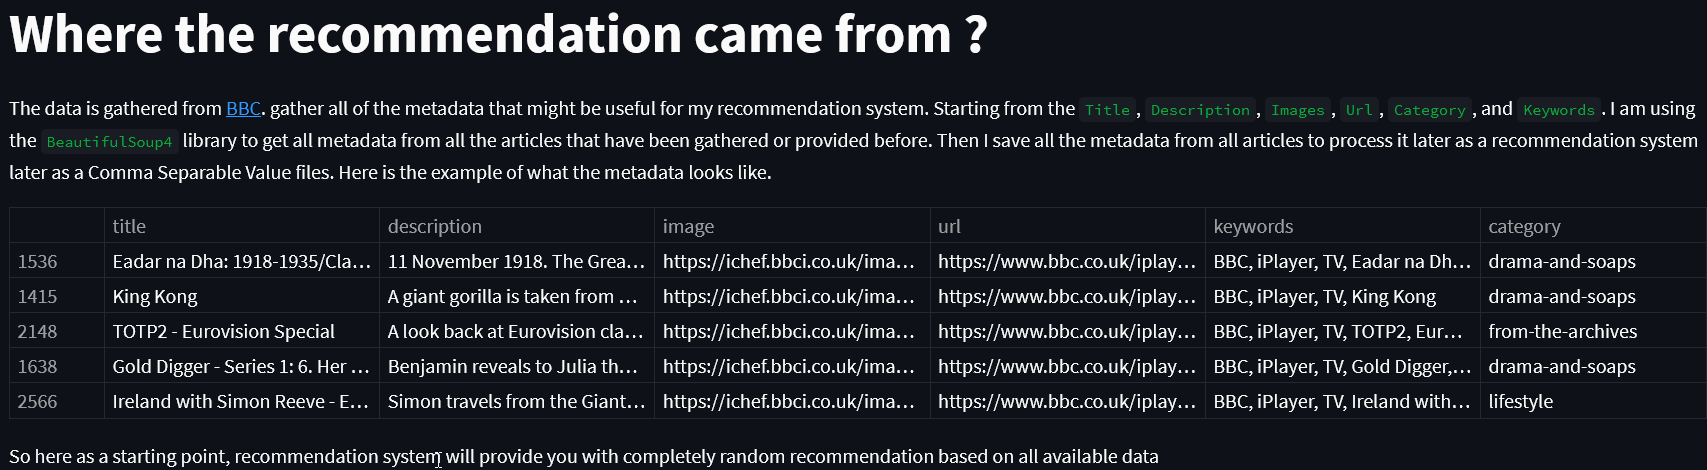 Where the recommendation came from ?
The data is gathered from BBC. gather all of the metadata that might be useful for my recommendation system. Starting from the Title , Description , Images , Url , Category , and Keywords . I am using
the BeautifulSoup4 library to get all metadata from all the articles that have been gathered or provided before. Then I save all the metadata from all articles to process it later as a recommendation system
later as a Comma Separable Value files. Here is the example of what the metadata looks like.
title description image url keywords category
1536 Eadar na Dha: 1918-1935/Cla... 11 November 1918. The Grea... https://ichef.bbci.co.uk/ima... https://www.bbc.co.uk/iplay... BBC, iPlayer, TV, Eadar na Dh... drama-and-soaps
1415 King Kong A giant gorilla is taken from ... https://ichef.bbci.co.uk/ima... https://www.bbc.co.uk/iplay... BBC, iPlayer, TV, King Kong drama-and-soaps
2148 TOTP2 - Eurovision Special A look back at Eurovision cla... https://ichef.bbci.co.uk/ima... https://www.bbc.co.uk/iplay... BBC, iPlayer, TV, TOTP2, Eur... from-the-archives
1638 Gold Digger - Series 1: 6. Her ... Benjamin reveals to Julia th... https://ichef.bbci.co.uk/ima... https://www.bbc.co.uk/iplay... BBC, iPlayer, TV, Gold Digger,... drama-and-soaps
2566 Ireland with Simon Reeve - E... Simon travels from the Giant... https://ichef.bbci.co.uk/ima... https://www.bbc.co.uk/iplay... BBC, iPlayer, TV, Ireland with... lifestyle
So here as a starting point, recommendation system will provide you with completely random recommendation based on all available data